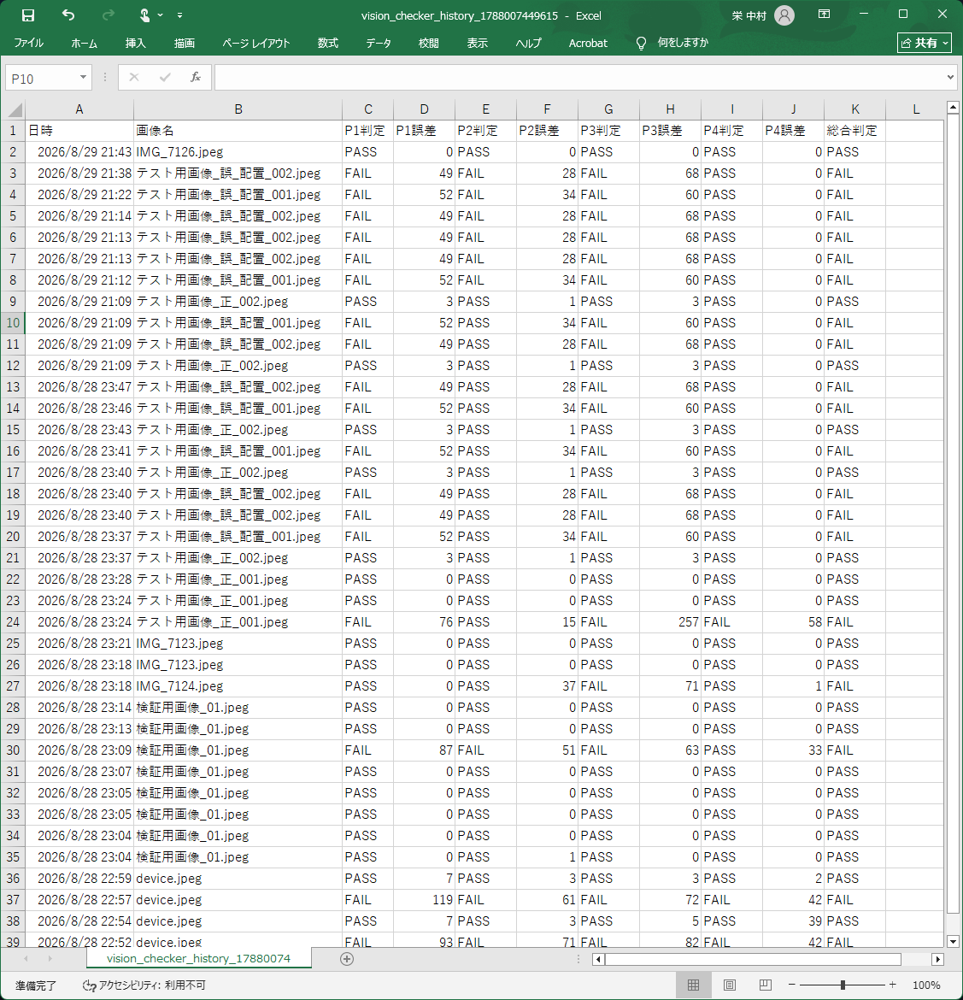 vision_checker_history_1788007449615 - Excel
栄 中村
ファイル ホーム 挿入 描画 ページ レイアウト 数式 データ 校閲 表示 ヘルプ Acrobat 何をしますか 共有
P10 fx
A B C D E F G H I J K L
1 日時 画像名 P1判定 P1誤差 P2判定 P2誤差 P3判定 P3誤差 P4判定 P4誤差 総合判定
2 2026/8/29 21:43 IMG_7126.jpeg PASS 0 PASS 0 PASS 0 PASS 0 PASS
3 2026/8/29 21:38 テスト用画像_誤_配置_002.jpeg FAIL 49 FAIL 28 FAIL 68 PASS 0 FAIL
4 2026/8/29 21:22 テスト用画像_誤_配置_001.jpeg FAIL 52 FAIL 34 FAIL 60 PASS 0 FAIL
5 2026/8/29 21:14 テスト用画像_誤_配置_002.jpeg FAIL 49 FAIL 28 FAIL 68 PASS 0 FAIL
6 2026/8/29 21:13 テスト用画像_誤_配置_002.jpeg FAIL 49 FAIL 28 FAIL 68 PASS 0 FAIL
7 2026/8/29 21:13 テスト用画像_誤_配置_002.jpeg FAIL 49 FAIL 28 FAIL 68 PASS 0 FAIL
8 2026/8/29 21:12 テスト用画像_誤_配置_001.jpeg FAIL 52 FAIL 34 FAIL 60 PASS 0 FAIL
9 2026/8/29 21:09 テスト用画像_正_002.jpeg PASS 3 PASS 1 PASS 3 PASS 0 PASS
10 2026/8/29 21:09 テスト用画像_誤_配置_001.jpeg FAIL 52 PASS 34 FAIL 60 PASS 0 FAIL
11 2026/8/29 21:09 テスト用画像_誤_配置_002.jpeg FAIL 49 PASS 28 FAIL 68 PASS 0 FAIL
12 2026/8/29 21:09 テスト用画像_正_002.jpeg PASS 3 PASS 1 PASS 3 PASS 0 PASS
13 2026/8/28 23:47 テスト用画像_誤_配置_002.jpeg FAIL 49 PASS 28 FAIL 68 PASS 0 FAIL
14 2026/8/28 23:46 テスト用画像_誤_配置_001.jpeg FAIL 52 PASS 34 FAIL 60 PASS 0 FAIL
15 2026/8/28 23:43 テスト用画像_正_002.jpeg PASS 3 PASS 1 PASS 3 PASS 0 PASS
16 2026/8/28 23:41 テスト用画像_誤_配置_001.jpeg FAIL 52 PASS 34 FAIL 60 PASS 0 FAIL
17 2026/8/28 23:40 テスト用画像_正_002.jpeg PASS 3 PASS 1 PASS 3 PASS 0 PASS
18 2026/8/28 23:40 テスト用画像_誤_配置_002.jpeg FAIL 49 PASS 28 FAIL 68 PASS 0 FAIL
19 2026/8/28 23:40 テスト用画像_誤_配置_002.jpeg FAIL 49 PASS 28 FAIL 68 PASS 0 FAIL
20 2026/8/28 23:37 テスト用画像_誤_配置_001.jpeg FAIL 52 PASS 34 FAIL 60 PASS 0 FAIL
21 2026/8/28 23:37 テスト用画像_正_002.jpeg PASS 3 PASS 1 PASS 3 PASS 0 PASS
22 2026/8/28 23:28 テスト用画像_正_001.jpeg PASS 0 PASS 0 PASS 0 PASS 0 PASS
23 2026/8/28 23:24 テスト用画像_正_001.jpeg PASS 0 PASS 0 PASS 0 PASS 0 PASS
24 2026/8/28 23:24 テスト用画像_正_001.jpeg FAIL 76 PASS 15 FAIL 257 FAIL 58 FAIL
25 2026/8/28 23:21 IMG_7123.jpeg PASS 0 PASS 0 PASS 0 PASS 0 PASS
26 2026/8/28 23:18 IMG_7123.jpeg PASS 0 PASS 0 PASS 0 PASS 0 PASS
27 2026/8/28 23:18 IMG_7124.jpeg PASS 0 PASS 37 FAIL 71 PASS 1 FAIL
28 2026/8/28 23:14 検証用画像_01.jpeg PASS 0 PASS 0 PASS 0 PASS 0 PASS
29 2026/8/28 23:13 検証用画像_01.jpeg PASS 0 PASS 0 PASS 0 PASS 0 PASS
30 2026/8/28 23:09 検証用画像_01.jpeg FAIL 87 FAIL 51 FAIL 63 PASS 33 FAIL
31 2026/8/28 23:07 検証用画像_01.jpeg PASS 0 PASS 0 PASS 0 PASS 0 PASS
32 2026/8/28 23:05 検証用画像_01.jpeg PASS 0 PASS 0 PASS 0 PASS 0 PASS
33 2026/8/28 23:05 検証用画像_01.jpeg PASS 0 PASS 0 PASS 0 PASS 0 PASS
34 2026/8/28 23:04 検証用画像_01.jpeg PASS 0 PASS 0 PASS 0 PASS 0 PASS
35 2026/8/28 23:04 検証用画像_01.jpeg PASS 0 PASS 1 PASS 0 PASS 0 PASS
36 2026/8/28 22:59 device.jpeg PASS 7 PASS 3 PASS 3 PASS 2 PASS
37 2026/8/28 22:57 device.jpeg FAIL 119 FAIL 61 FAIL 72 FAIL 42 FAIL
38 2026/8/28 22:54 device.jpeg PASS 7 PASS 3 PASS 5 PASS 39 PASS
39 2026/8/28 22:52 device.jpeg FAIL 93 FAIL 71 FAIL 82 FAIL 42 FAIL
vision_checker_history_17880074
準備完了 アクセシビリティ: 利用不可 100%